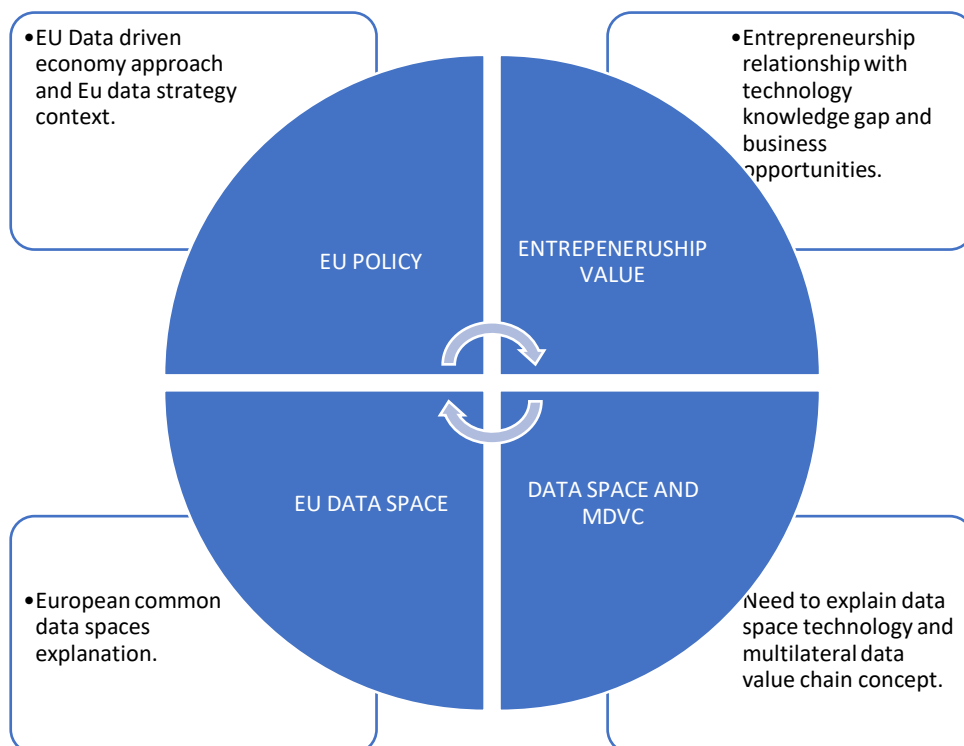 •EU Data driven
economy approach
and Eu data strategy
context.
•Entrepreneurship
relationship with
technology
knowledge gap and
business
opportunities.
EU POLICY
ENTREPENERUSHIP
VALUE
EU DATA SPACE
DATA SPACE AND
MDVC
•European common
data spaces
explanation.
Need to explain data
space technology and
multilateral data
value chain concept.